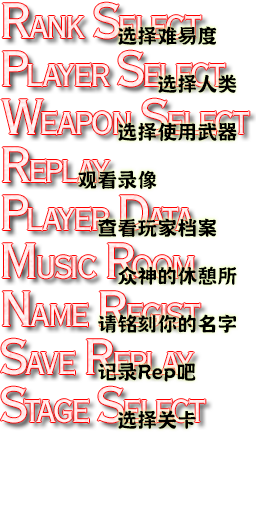 RANK SELECT
选择难易度
PLAYER SELECT
选择人类
WEAPON SELECT
选择使用武器
REPLAY
观看录像
PLAYER DATA
查看玩家档案
MUSIC ROOM
众神的休憩所
NAME REGIST
请铭刻你的名字
SAVE REPLAY
记录Rep吧
STAGE SELECT
选择关卡